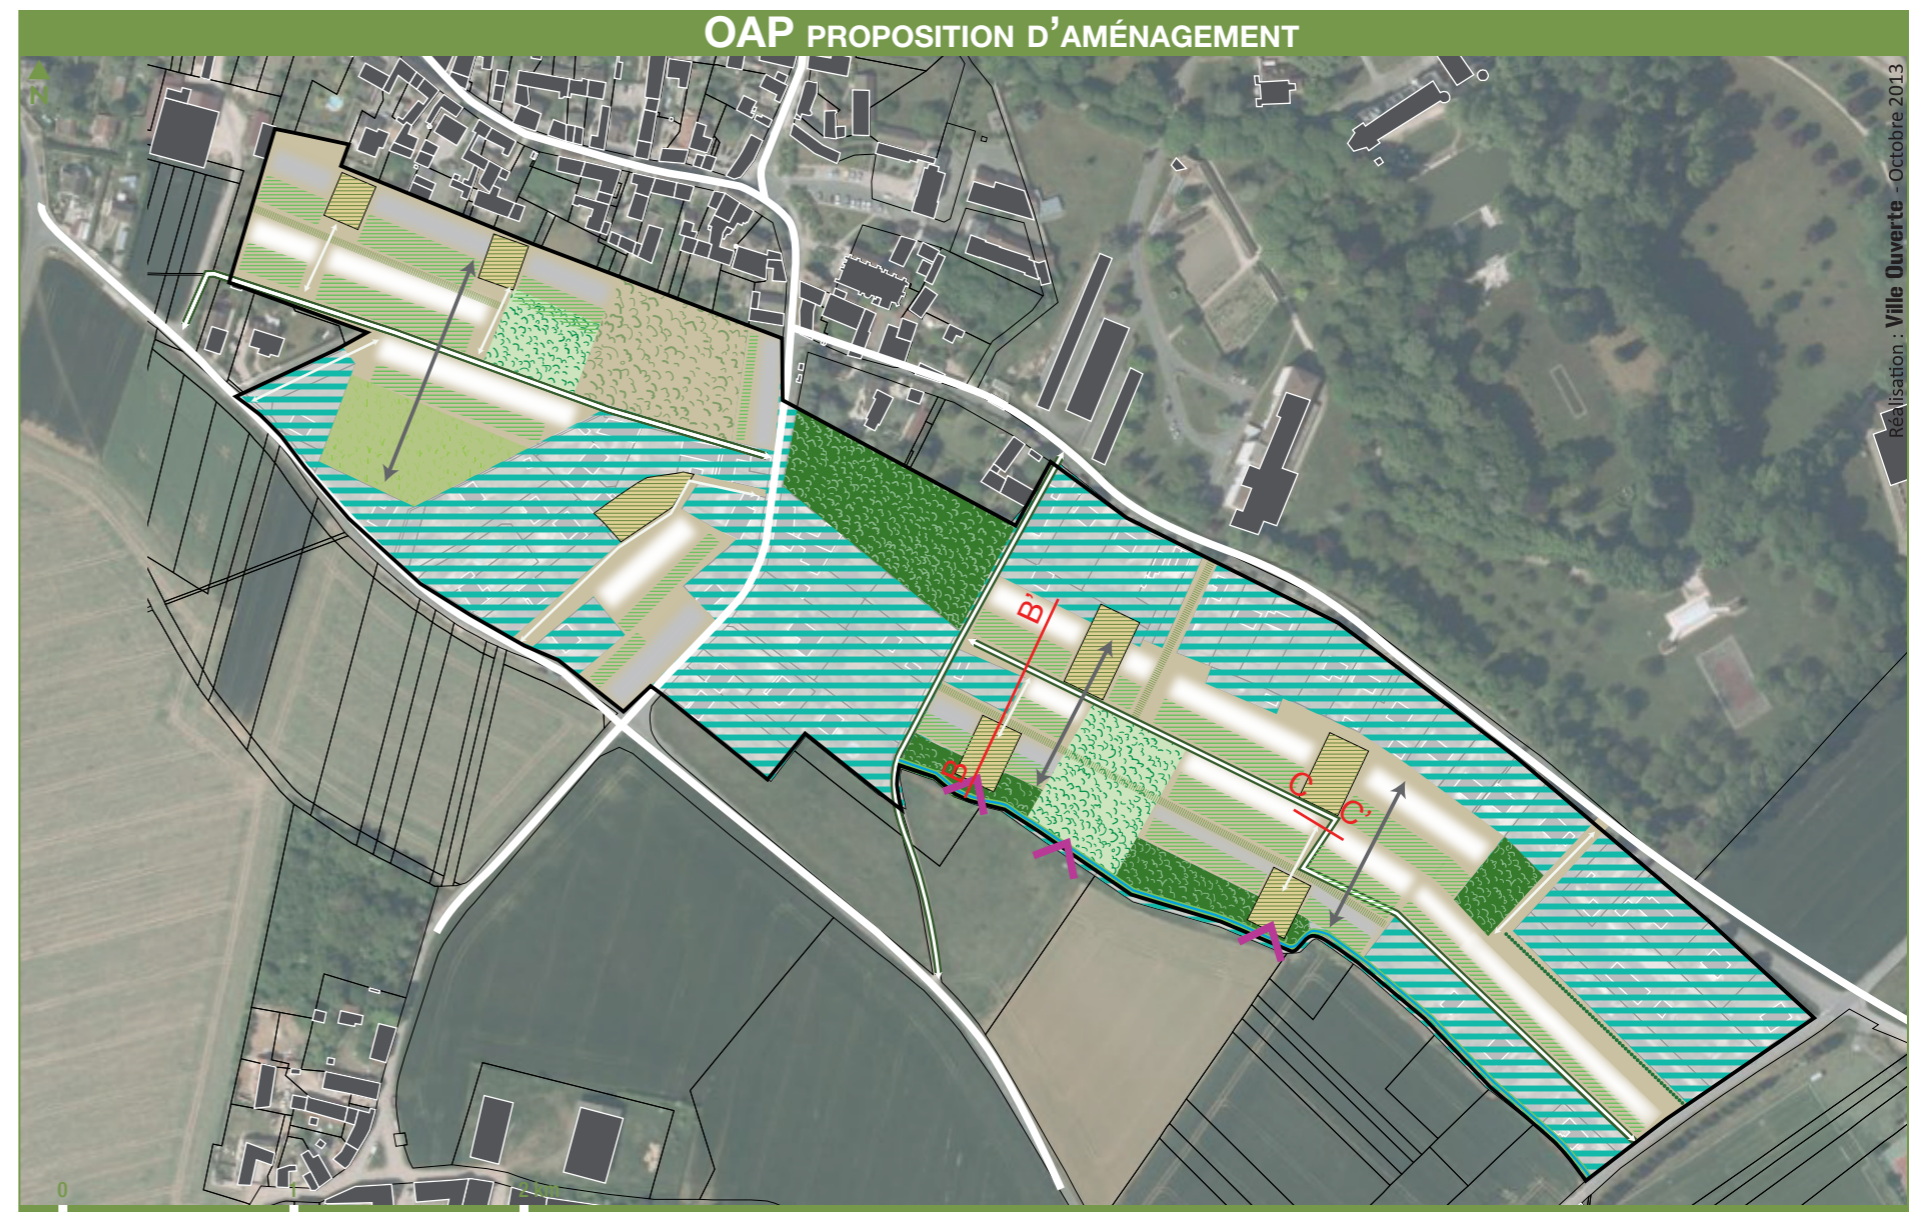 OAP PROPOSITION D'AMÉNAGEMENT
N
Réalisation : Ville Ouverte - Octobre 2013
B'
B
C
C'
0
1
2 km